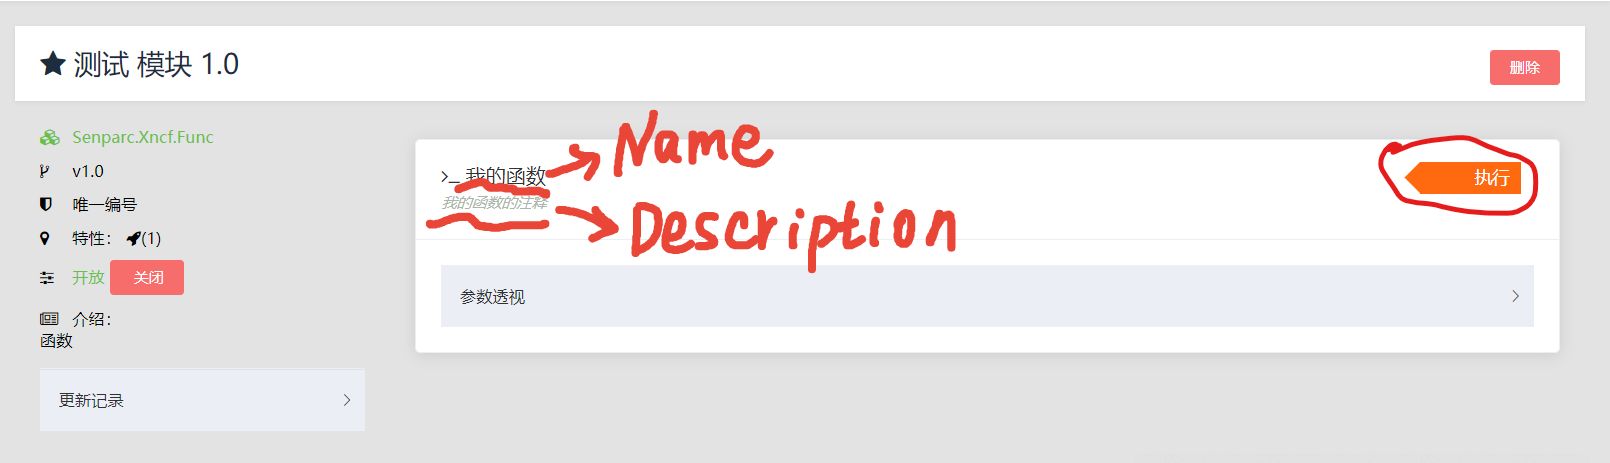 测试 模块 1.0
删除
Senparc.Xncf.Func
v1.0
唯一编号
特性： (1)
开放 关闭
介绍：
函数
更新记录
>_ 我的函数
Name
执行
我的函数的注释
Description
参数透视